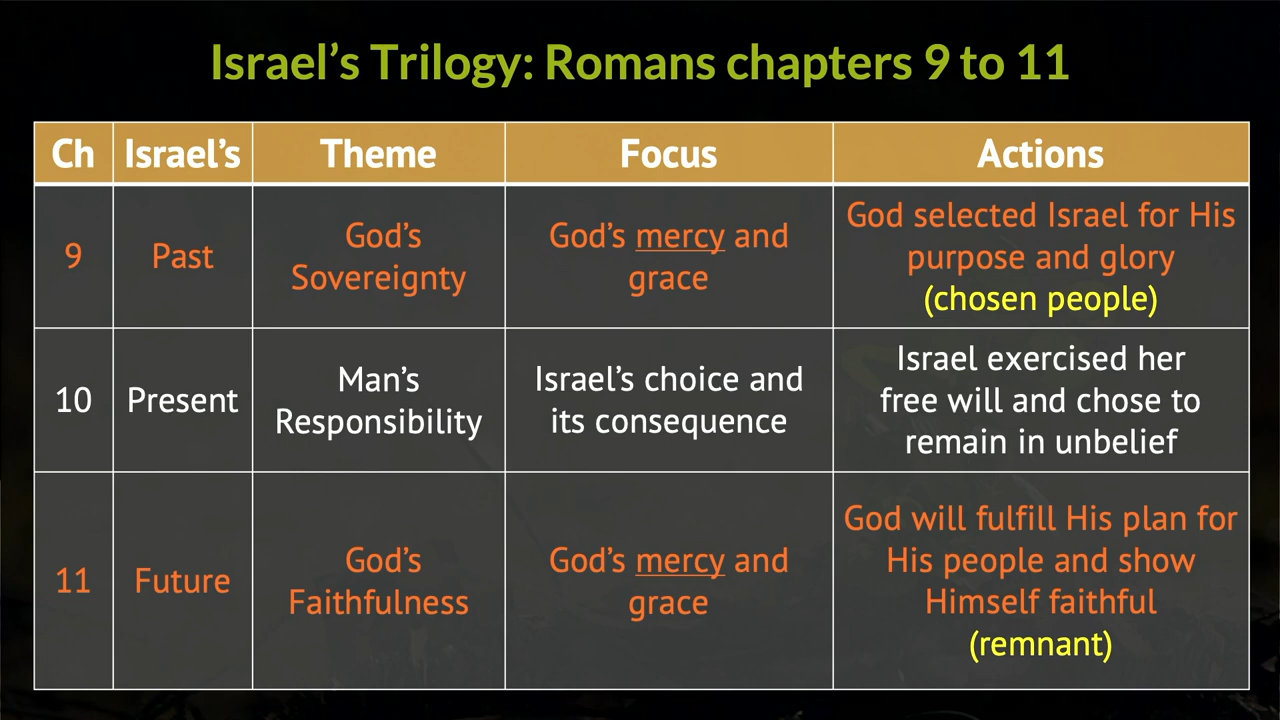 Israel’s Trilogy: Romans chapters 9 to 11
Ch Israel’s Theme Focus Actions
9
Past
God’s
Sovereignty
God’s mercy and
grace
God selected Israel for His
purpose and glory
(chosen people)
10
Present
Man’s
Responsibility
Israel’s choice and
its consequence
Israel exercised her
free will and chose to
remain in unbelief
11
Future
God’s
Faithfulness
God’s mercy and
grace
God will fulfill His plan for
His people and show
Himself faithful
(remnant)